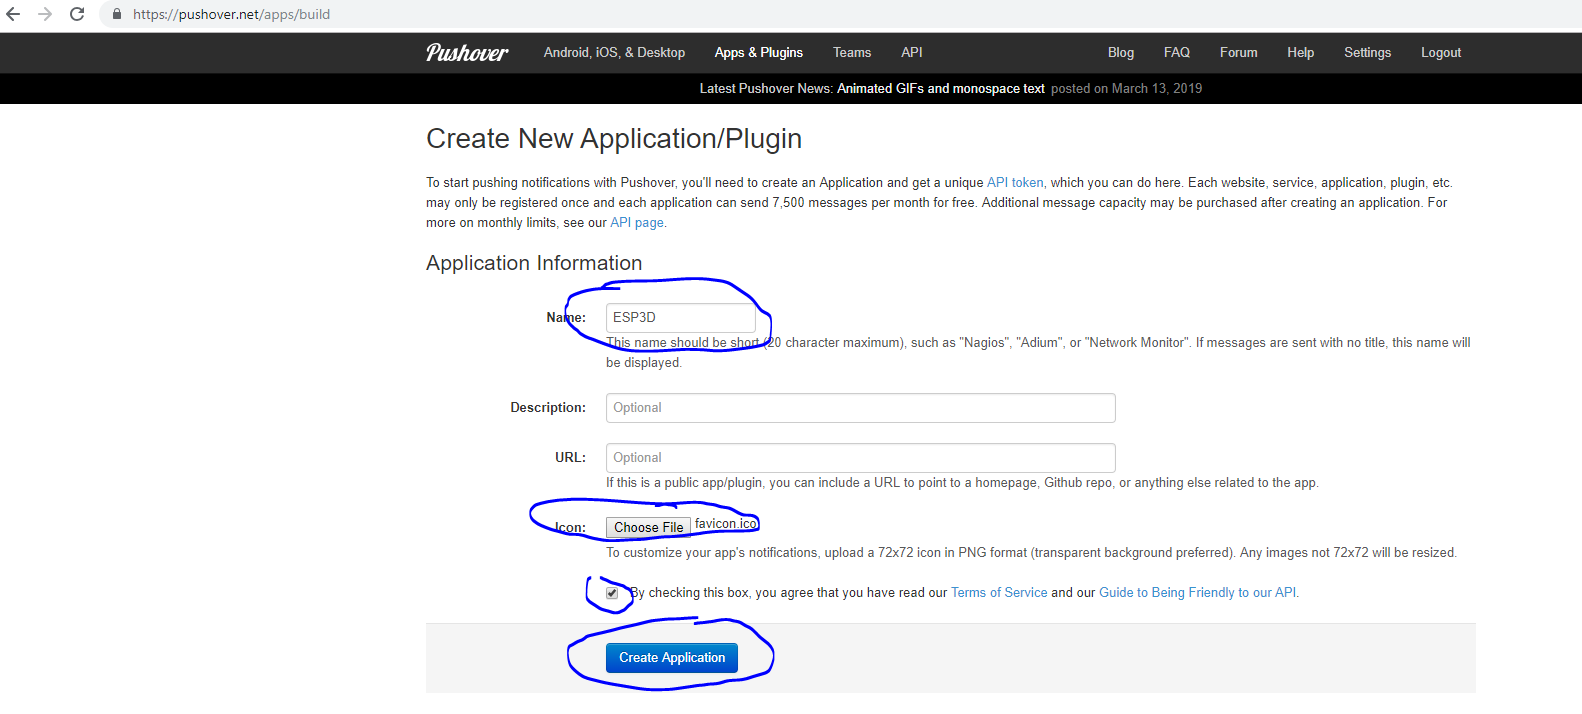 https://pushover.net/apps/build
Pushover Android, iOS, & Desktop Apps & Plugins Teams API Blog FAQ Forum Help Settings Logout
Latest Pushover News: Animated GIFs and monospace text posted on March 13, 2019
Create New Application/Plugin
To start pushing notifications with Pushover, you'll need to create an Application and get a unique API token, which you can do here. Each website, service, application, plugin, etc.
may only be registered once and each application can send 7,500 messages per month for free. Additional message capacity may be purchased after creating an application. For
more on monthly limits, see our API page.
Application Information
Name: ESP3D
This name should be short (20 character maximum), such as "Nagios", "Adium", or "Network Monitor". If messages are sent with no title, this name will
be displayed.
Description: Optional
URL: Optional
If this is a public app/plugin, you can include a URL to point to a homepage, Github repo, or anything else related to the app.
Icon: Choose File favicon.ico
To customize your app's notifications, upload a 72x72 icon in PNG format (transparent background preferred). Any images not 72x72 will be resized.
By checking this box, you agree that you have read our Terms of Service and our Guide to Being Friendly to our API.
Create Application